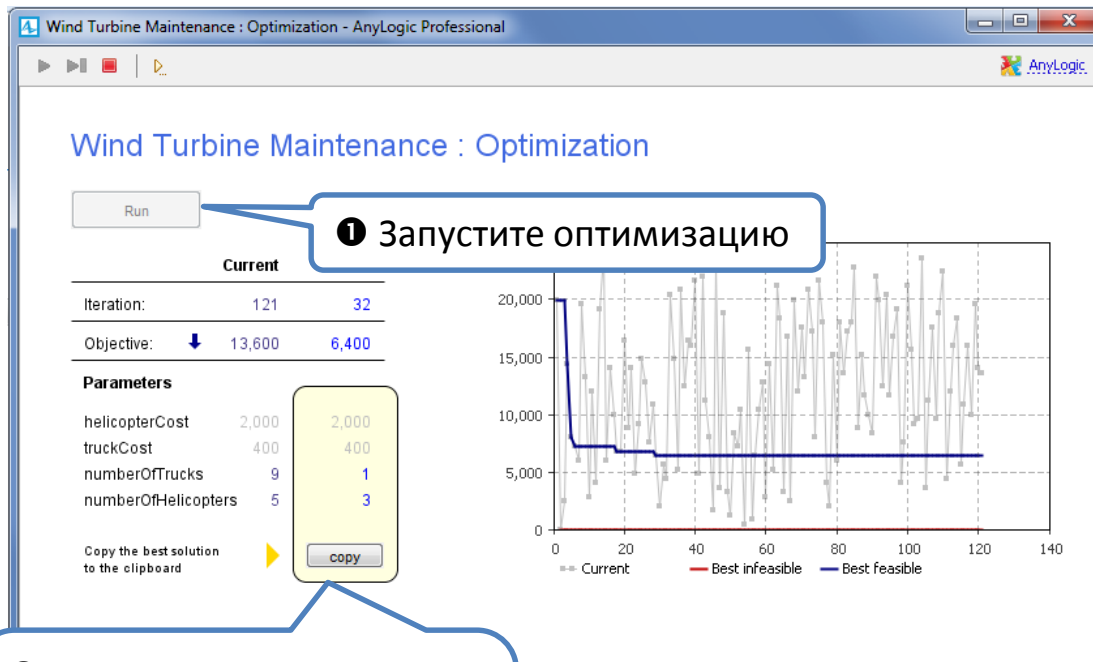 Wind Turbine Maintenance : Optimization - AnyLogic Professional
AnyLogic
Wind Turbine Maintenance : Optimization
Run
❶ Запустите оптимизацию
Current
Iteration: 121 32
Objective: 13,600 6,400
Parameters
helicopterCost 2,000 2,000
truckCost 400 400
numberOfTrucks 9 1
numberOfHelicopters 5 3
Copy the best solution
to the clipboard
copy
20,000
15,000
10,000
5,000
0
0 20 40 60 80 100 120 140
Current Best infeasible Best feasible